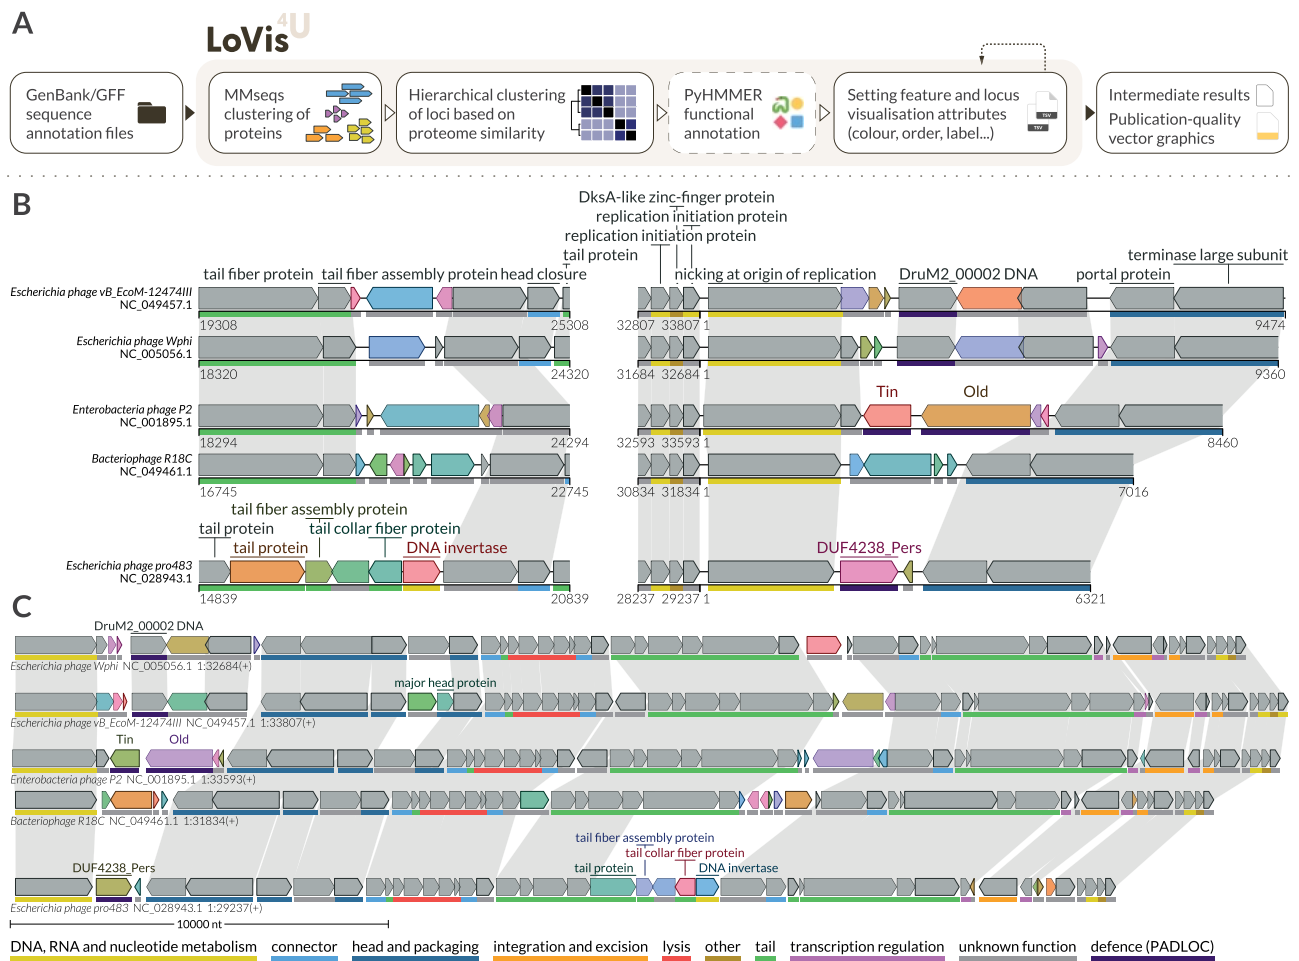 A
LoVis4U
GenBank/GFF
sequence
annotation files
MMseqs
clustering of
proteins
Hierarchical clustering
of loci based on
proteome similarity
PyHMMER
functional
annotation
Setting feature and locus
visualisation attributes
(colour, order, label...)
TSV
TSV
Intermediate results
Publication-quality
vector graphics
B
DksA-like zinc-finger protein
replication initiation protein
replication initiation protein
tail protein
terminase large subunit
tail fiber protein
tail fiber assembly protein
head closure
nicking at origin of replication
DruM2_00002 DNA
portal protein
Escherichia phage vB_EcoM-12474III
NC_049457.1
19308
25308
32807
33807
1
9474
Escherichia phage Wphi
NC_005056.1
18320
24320
31684
32684
1
9360
Tin
Old
Enterobacteria phage P2
NC_001895.1
18294
24294
32593
33593
1
8460
Bacteriophage R18C
NC_049461.1
16745
22745
30834
31834
1
7016
tail fiber assembly protein
tail protein
tail collar fiber protein
tail protein
DNA invertase
DUF4238_Pers
Escherichia phage pro483
NC_028943.1
14839
20839
28237
29237
1
6321
C
DruM2_00002 DNA
Escherichia phage Wphi NC_005056.1 1:32684(+)
major head protein
Escherichia phage vB_EcoM-12474III NC_049457.1 1:33807(+)
Tin
Old
Enterobacteria phage P2 NC_001895.1 1:33593(+)
Bacteriophage R18C NC_049461.1 1:31834(+)
tail fiber assembly protein
tail collar fiber protein
DUF4238_Pers
tail protein
DNA invertase
Escherichia phage pro483 NC_028943.1 1:29237(+)
10000 nt
DNA, RNA and nucleotide metabolism
connector
head and packaging
integration and excision
lysis
other
tail
transcription regulation
unknown function
defence (PADLOC)